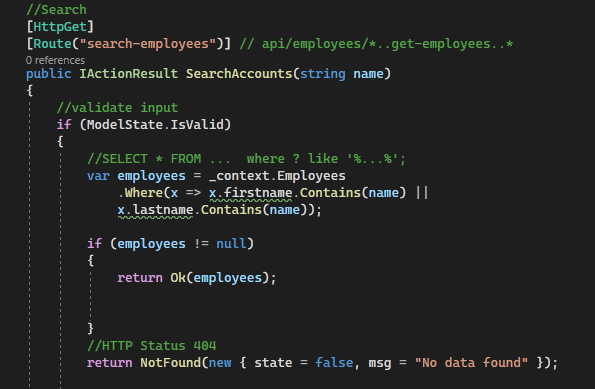 //Search
[HttpGet]
[Route("search-employees")] // api/employees/*..get-employees..*
0 references
public IActionResult SearchAccounts(string name)
{
//validate input
if (ModelState.IsValid)
{
//SELECT * FROM ...  where ? like '%...%';
var employees = _context.Employees
.Where(x => x.firstname.Contains(name) ||
x.lastname.Contains(name));
if (employees != null)
{
return Ok(employees);
}
//HTTP Status 404
return NotFound(new { state = false, msg = "No data found" });